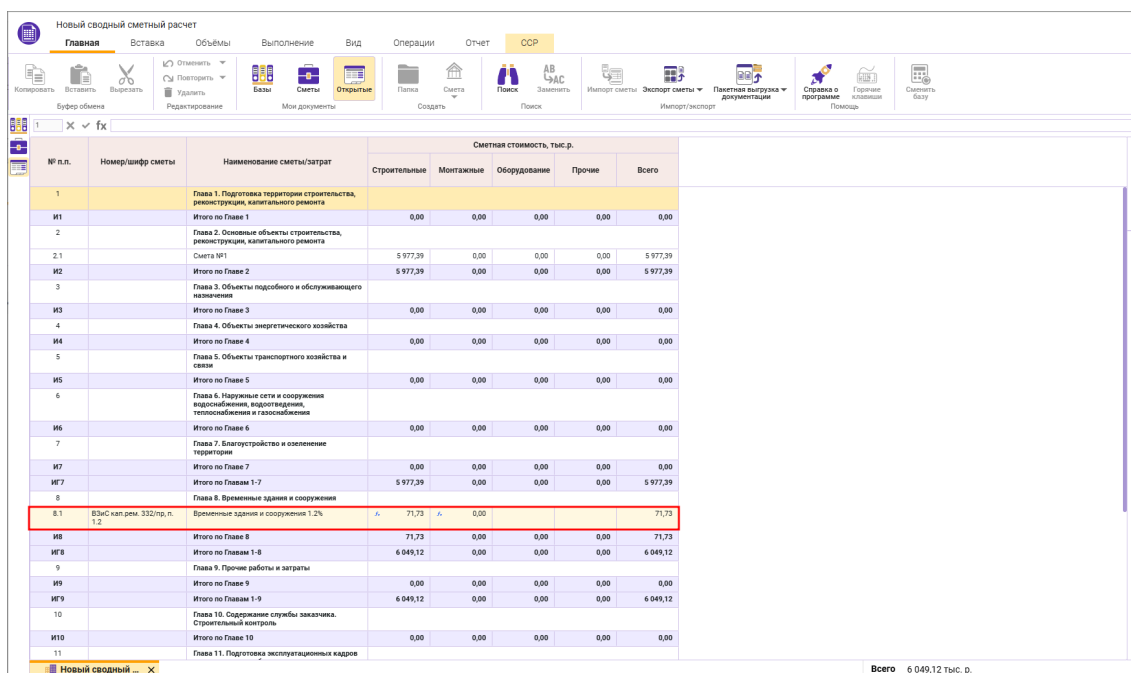 Новый сводный сметный расчет
Главная Вставка Объёмы Выполнение Вид Операции Отчет ССР
Копировать Вставить Вырезать Отменить Повторить Удалить Базы Сметы Открытые Папка Смета Поиск Заменить Импорт сметы Экспорт сметы Пакетная выгрузка документации Справка о программе Горячие клавиши Сменить базу
Буфер обмена Редактирование Мои документы Создать Поиск Импорт/экспорт Помощь
1 fx
№ п.п. Номер/шифр сметы Наименование сметы/затрат Сметная стоимость, тыс.р.
Строительные Монтажные Оборудование Прочие Всего
1 Глава 1. Подготовка территории строительства,
реконструкции, капитального ремонта
И1 Итого по Главе 1 0,00 0,00 0,00 0,00 0,00
2 Глава 2. Основные объекты строительства,
реконструкции, капитального ремонта
2.1 Смета №1 5 977,39 0,00 0,00 0,00 5 977,39
И2 Итого по Главе 2 5 977,39 0,00 0,00 0,00 5 977,39
3 Глава 3. Объекты подсобного и обслуживающего
назначения
И3 Итого по Главе 3 0,00 0,00 0,00 0,00 0,00
4 Глава 4. Объекты энергетического хозяйства
И4 Итого по Главе 4 0,00 0,00 0,00 0,00 0,00
5 Глава 5. Объекты транспортного хозяйства и
связи
И5 Итого по Главе 5 0,00 0,00 0,00 0,00 0,00
6 Глава 6. Наружные сети и сооружения
водоснабжения, водоотведения,
теплоснабжения и газоснабжения
И6 Итого по Главе 6 0,00 0,00 0,00 0,00 0,00
7 Глава 7. Благоустройство и озеленение
территории
И7 Итого по Главе 7 0,00 0,00 0,00 0,00 0,00
ИГ7 Итого по Главам 1-7 5 977,39 0,00 0,00 0,00 5 977,39
8 Глава 8. Временные здания и сооружения
8.1 ВЗиС кап.рем. 332/пр, п. Временные здания и сооружения 1.2% fx 71,73 fx 0,00 71,73
1.2
И8 Итого по Главе 8 71,73 0,00 0,00 0,00 71,73
ИГ8 Итого по Главам 1-8 6 049,12 0,00 0,00 0,00 6 049,12
9 Глава 9. Прочие работы и затраты
И9 Итого по Главе 9 0,00 0,00 0,00 0,00 0,00
ИГ9 Итого по Главам 1-9 6 049,12 0,00 0,00 0,00 6 049,12
10 Глава 10. Содержание службы заказчика.
Строительный контроль
И10 Итого по Главе 10 0,00 0,00 0,00 0,00 0,00
11 Глава 11. Подготовка эксплуатационных кадров
Новый сводный ... Всего 6 049,12 тыс. р.